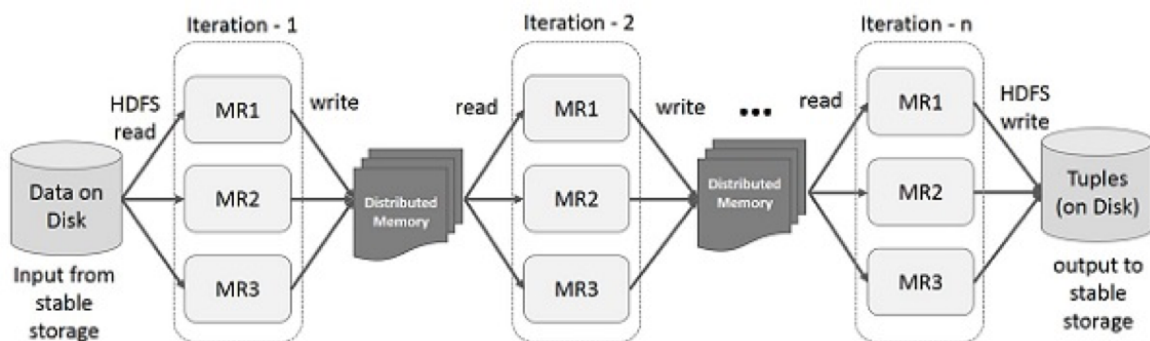 Iteration - 1
Iteration - 2
Iteration - n
HDFS
read
MR1
write
read
MR1
write
...
read
MR1
HDFS
write
Data on
Disk
MR2
Distributed
Memory
MR2
Distributed
Memory
MR2
Tuples
(on Disk)
Input from
stable
storage
MR3
MR3
MR3
output to
stable
storage